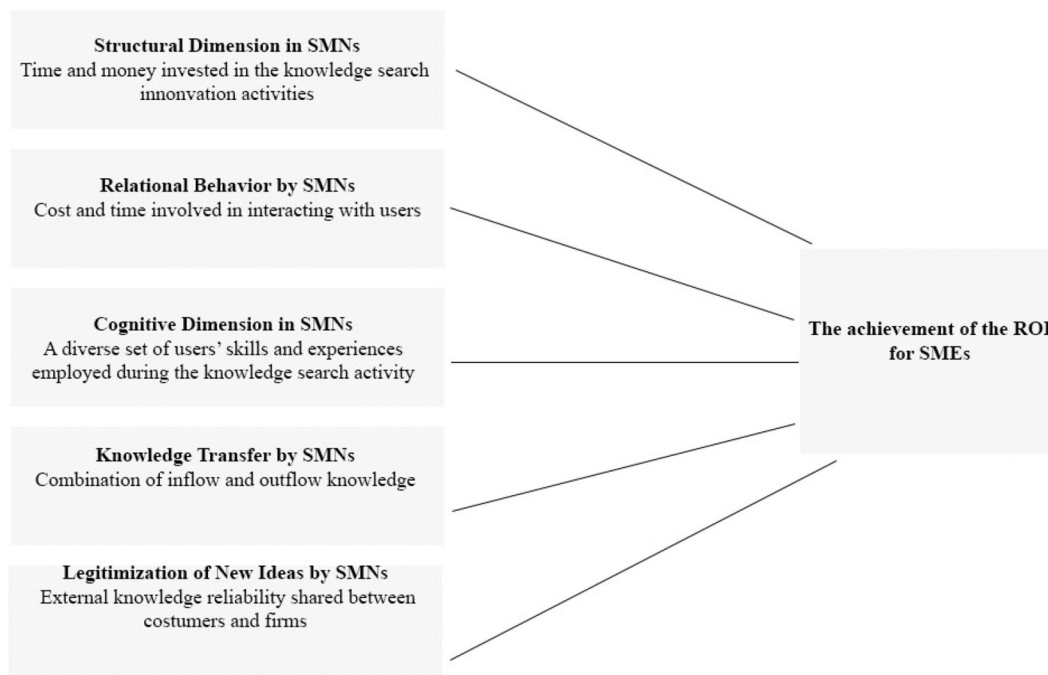 Structural Dimension in SMNs
Time and money invested in the knowledge search
innonvation activities
Relational Behavior by SMNs
Cost and time involved in interacting with users
Cognitive Dimension in SMNs
A diverse set of users’ skills and experiences
employed during the knowledge search activity
Knowledge Transfer by SMNs
Combination of inflow and outflow knowledge
Legitimization of New Ideas by SMNs
External knowledge reliability shared between
costumers and firms
The achievement of the ROI
for SMEs